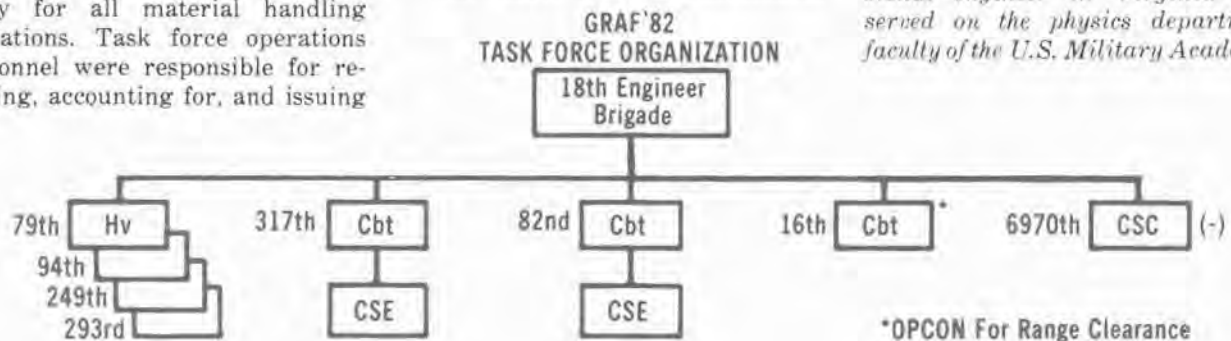 y for all material handling
ations. Task force operations
onnel were responsible for re-
ing, accounting for, and issuing
GRAF'82
TASK FORCE ORGANIZATION
served on the physics depart
faculty of the U.S. Military Acad
18th Engineer
Brigade
79th Hv
94th
249th
293rd
317th Cbt
CSE
82nd Cbt
CSE
16th Cbt *
6970th CSC (-)
*OPCON For Range Clearance